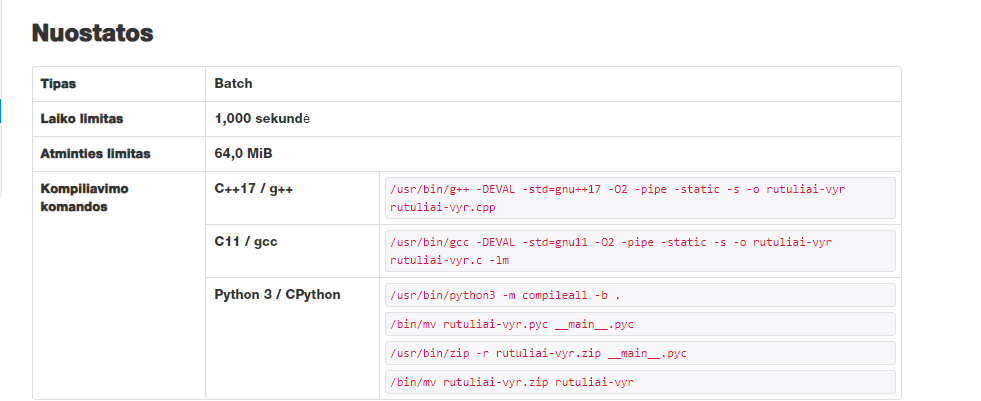 Nuostatos
Tipas Batch
Laiko limitas 1,000 sekundė
Atminties limitas 64,0 MiB
Kompiliavimo komandos
C++17 / g++
/usr/bin/g++ -DEVAL -std=gnu++17 -O2 -pipe -static -s -o rutuliai-vyr
rutuliai-vyr.cpp
C11 / gcc
/usr/bin/gcc -DEVAL -std=gnu11 -O2 -pipe -static -s -o rutuliai-vyr
rutuliai-vyr.c -lm
Python 3 / CPython
/usr/bin/python3 -m compileall -b .
/bin/mv rutuliai-vyr.pyc __main__.pyc
/usr/bin/zip -r rutuliai-vyr.zip __main__.pyc
/bin/mv rutuliai-vyr.zip rutuliai-vyr